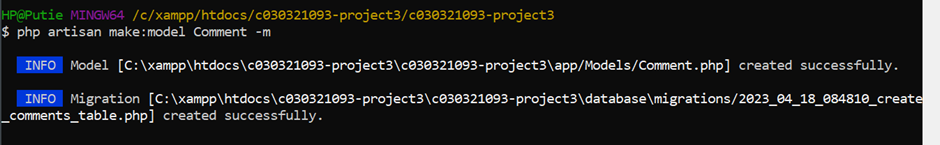 HP@Putie MINGW64 /c/xampp/htdocs/c030321093-project3/c030321093-project3
$ php artisan make:model Comment -m
INFO Model [C:\xampp\htdocs\c030321093-project3\c030321093-project3\app/Models/Comment.php] created successfully.
INFO Migration [C:\xampp\htdocs\c030321093-project3\c030321093-project3\database\migrations/2023_04_18_084810_create
_comments_table.php] created successfully.